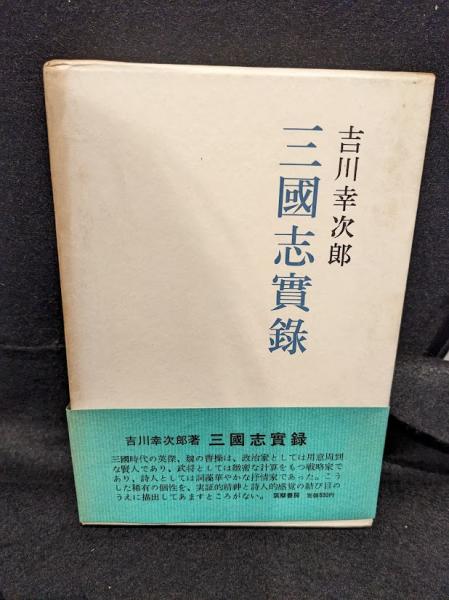 吉川幸次郎
三國志實錄
吉川幸次郎著 三國志實録
三國時代の英傑、魏の曹操は、政治家としては用意周到
な賢人であり、武将としては緻密な計算をもつ戦略家で
あり、詩人としては詞藻華やかな抒情家であった。こう
した稀有の個性を、実証的精神と詩人的感覚の結び目の
うえに描出してあますところがない。 筑摩書房 定価830円